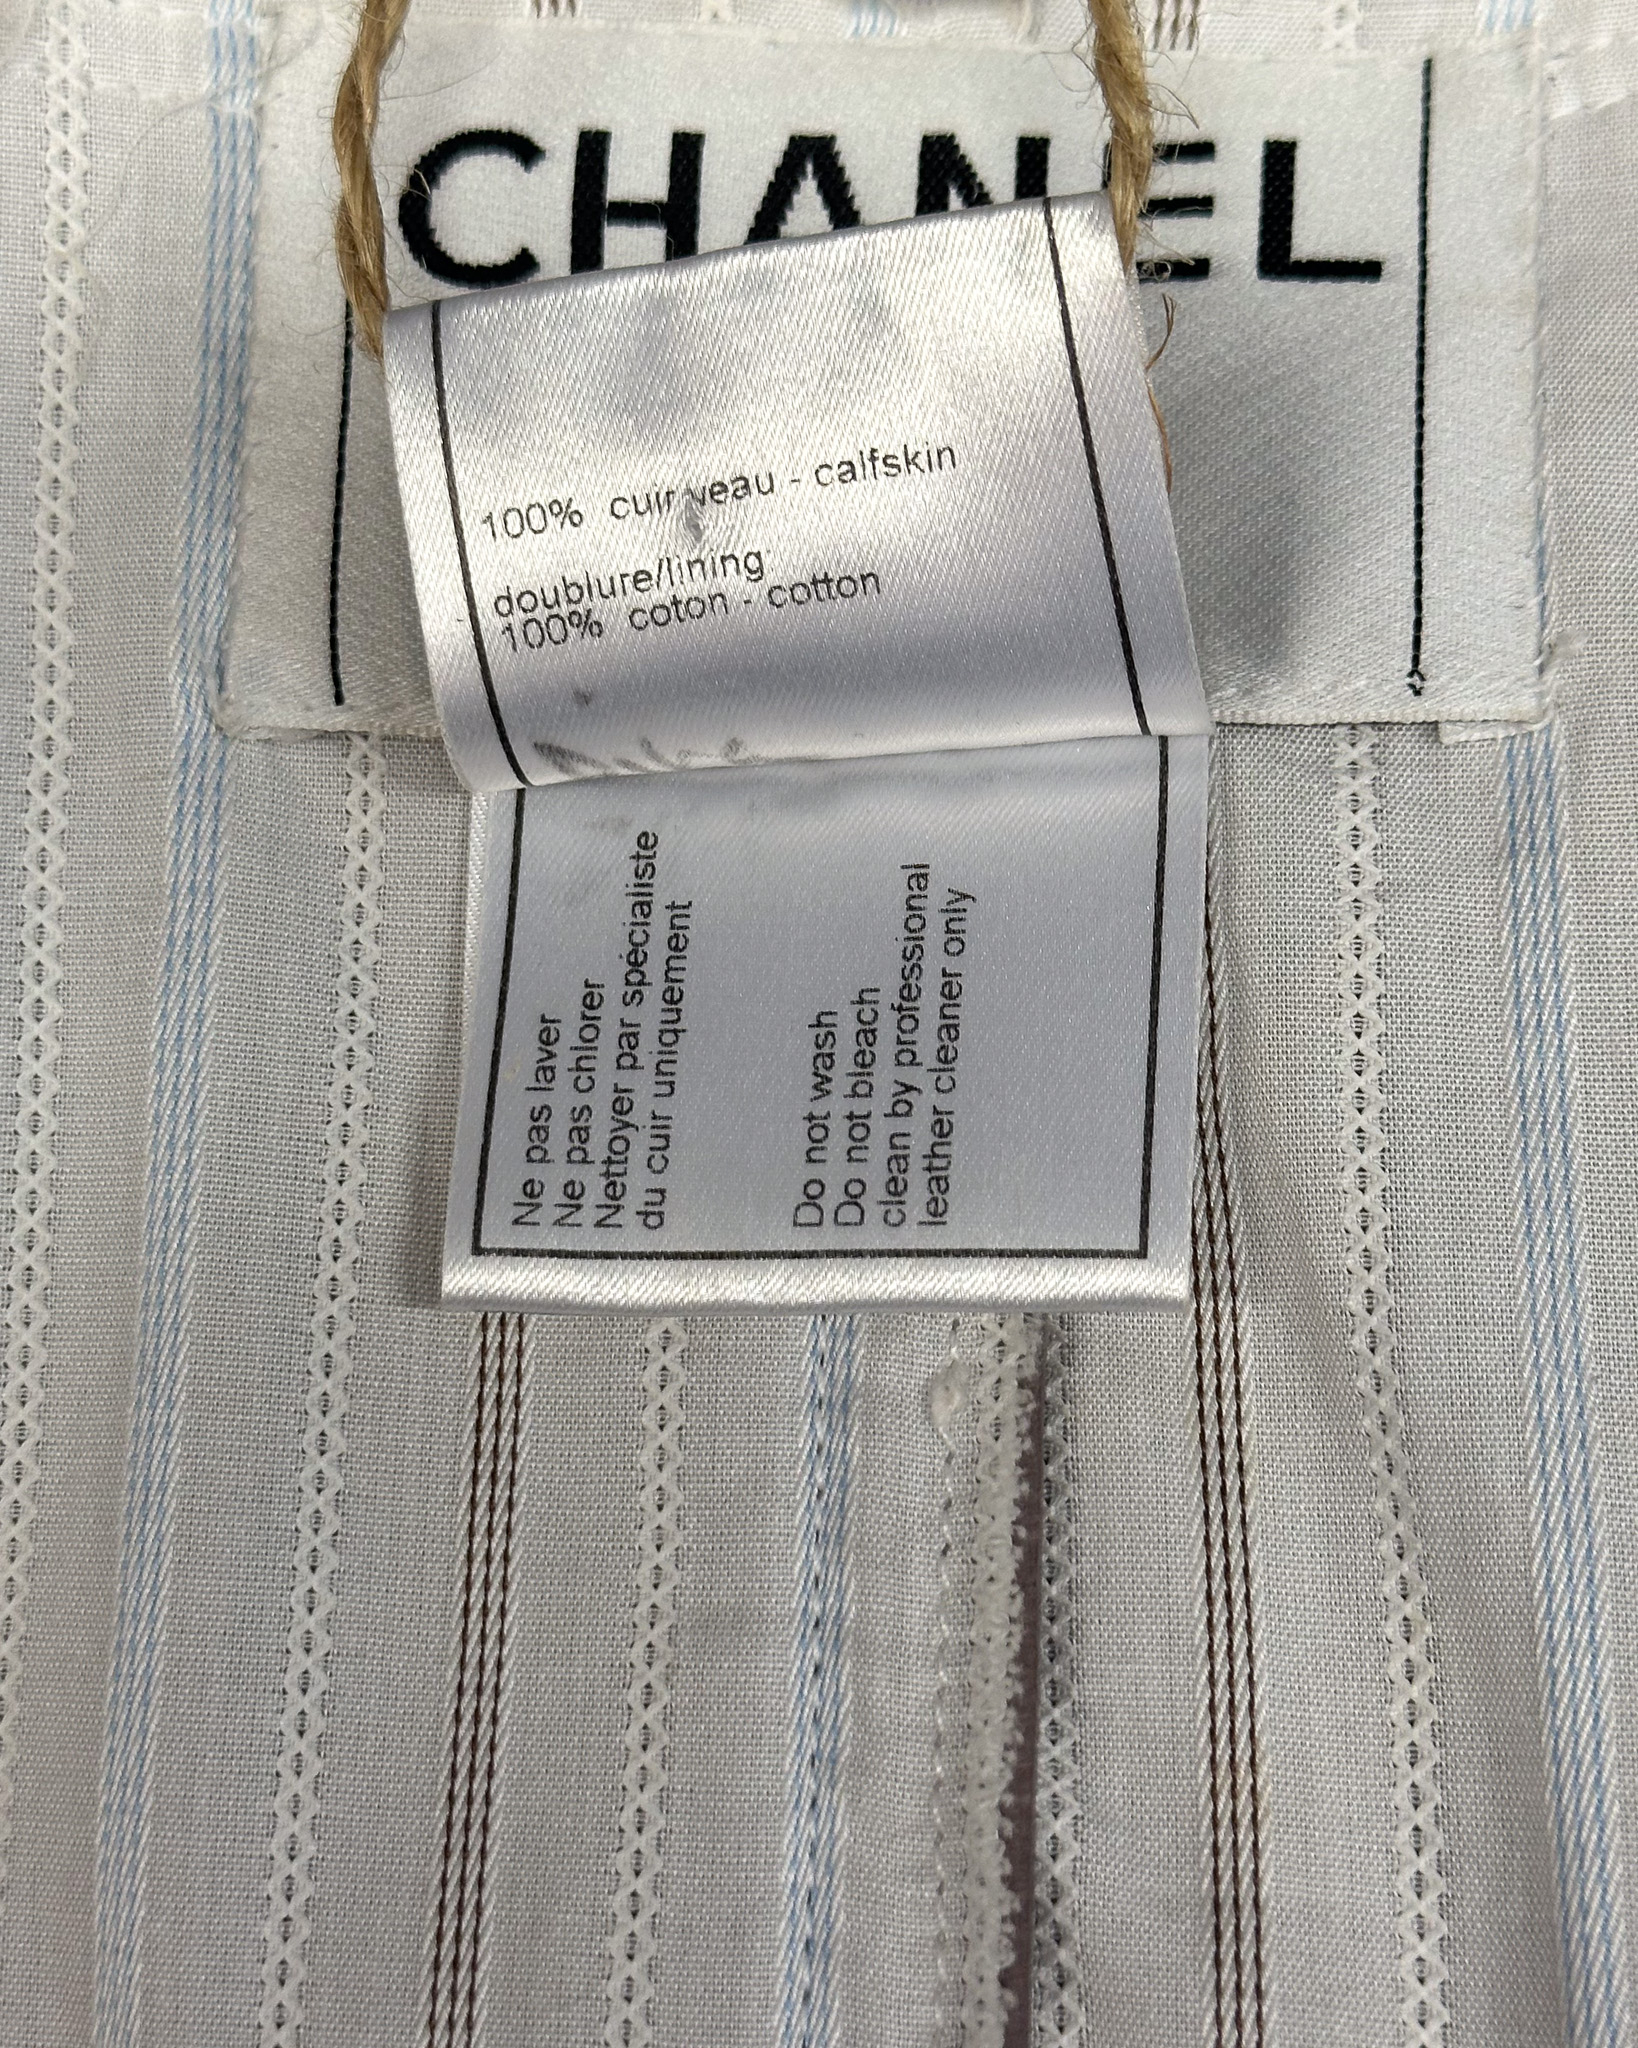 CHANEL
100% cuir veau - calfskin
doublure/lining
100% coton - cotton
Ne pas laver
Ne pas chlorer
Nettoyer par spécialiste
du cuir uniquement
Do not wash
Do not bleach
clean by professional
leather cleaner only